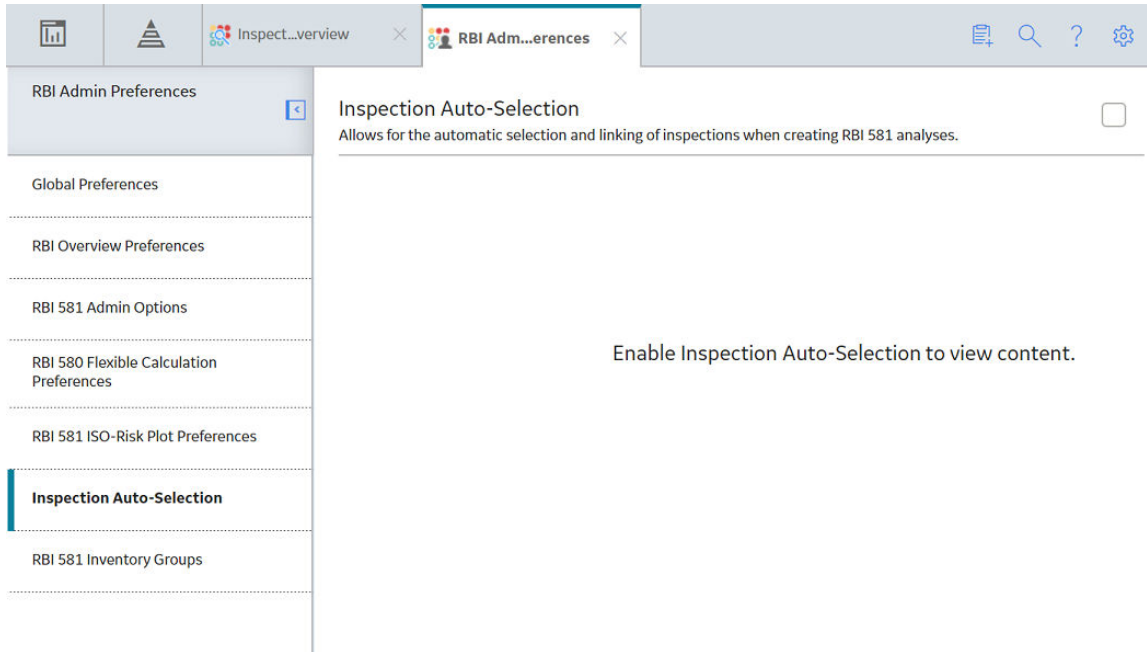 Inspect...verview
RBI Adm...erences
?
RBI Admin Preferences
Global Preferences
RBI Overview Preferences
RBI 581 Admin Options
RBI 580 Flexible Calculation
Preferences
RBI 581 ISO-Risk Plot Preferences
Inspection Auto-Selection
RBI 581 Inventory Groups
Inspection Auto-Selection
Allows for the automatic selection and linking of inspections when creating RBI 581 analyses.
Enable Inspection Auto-Selection to view content.